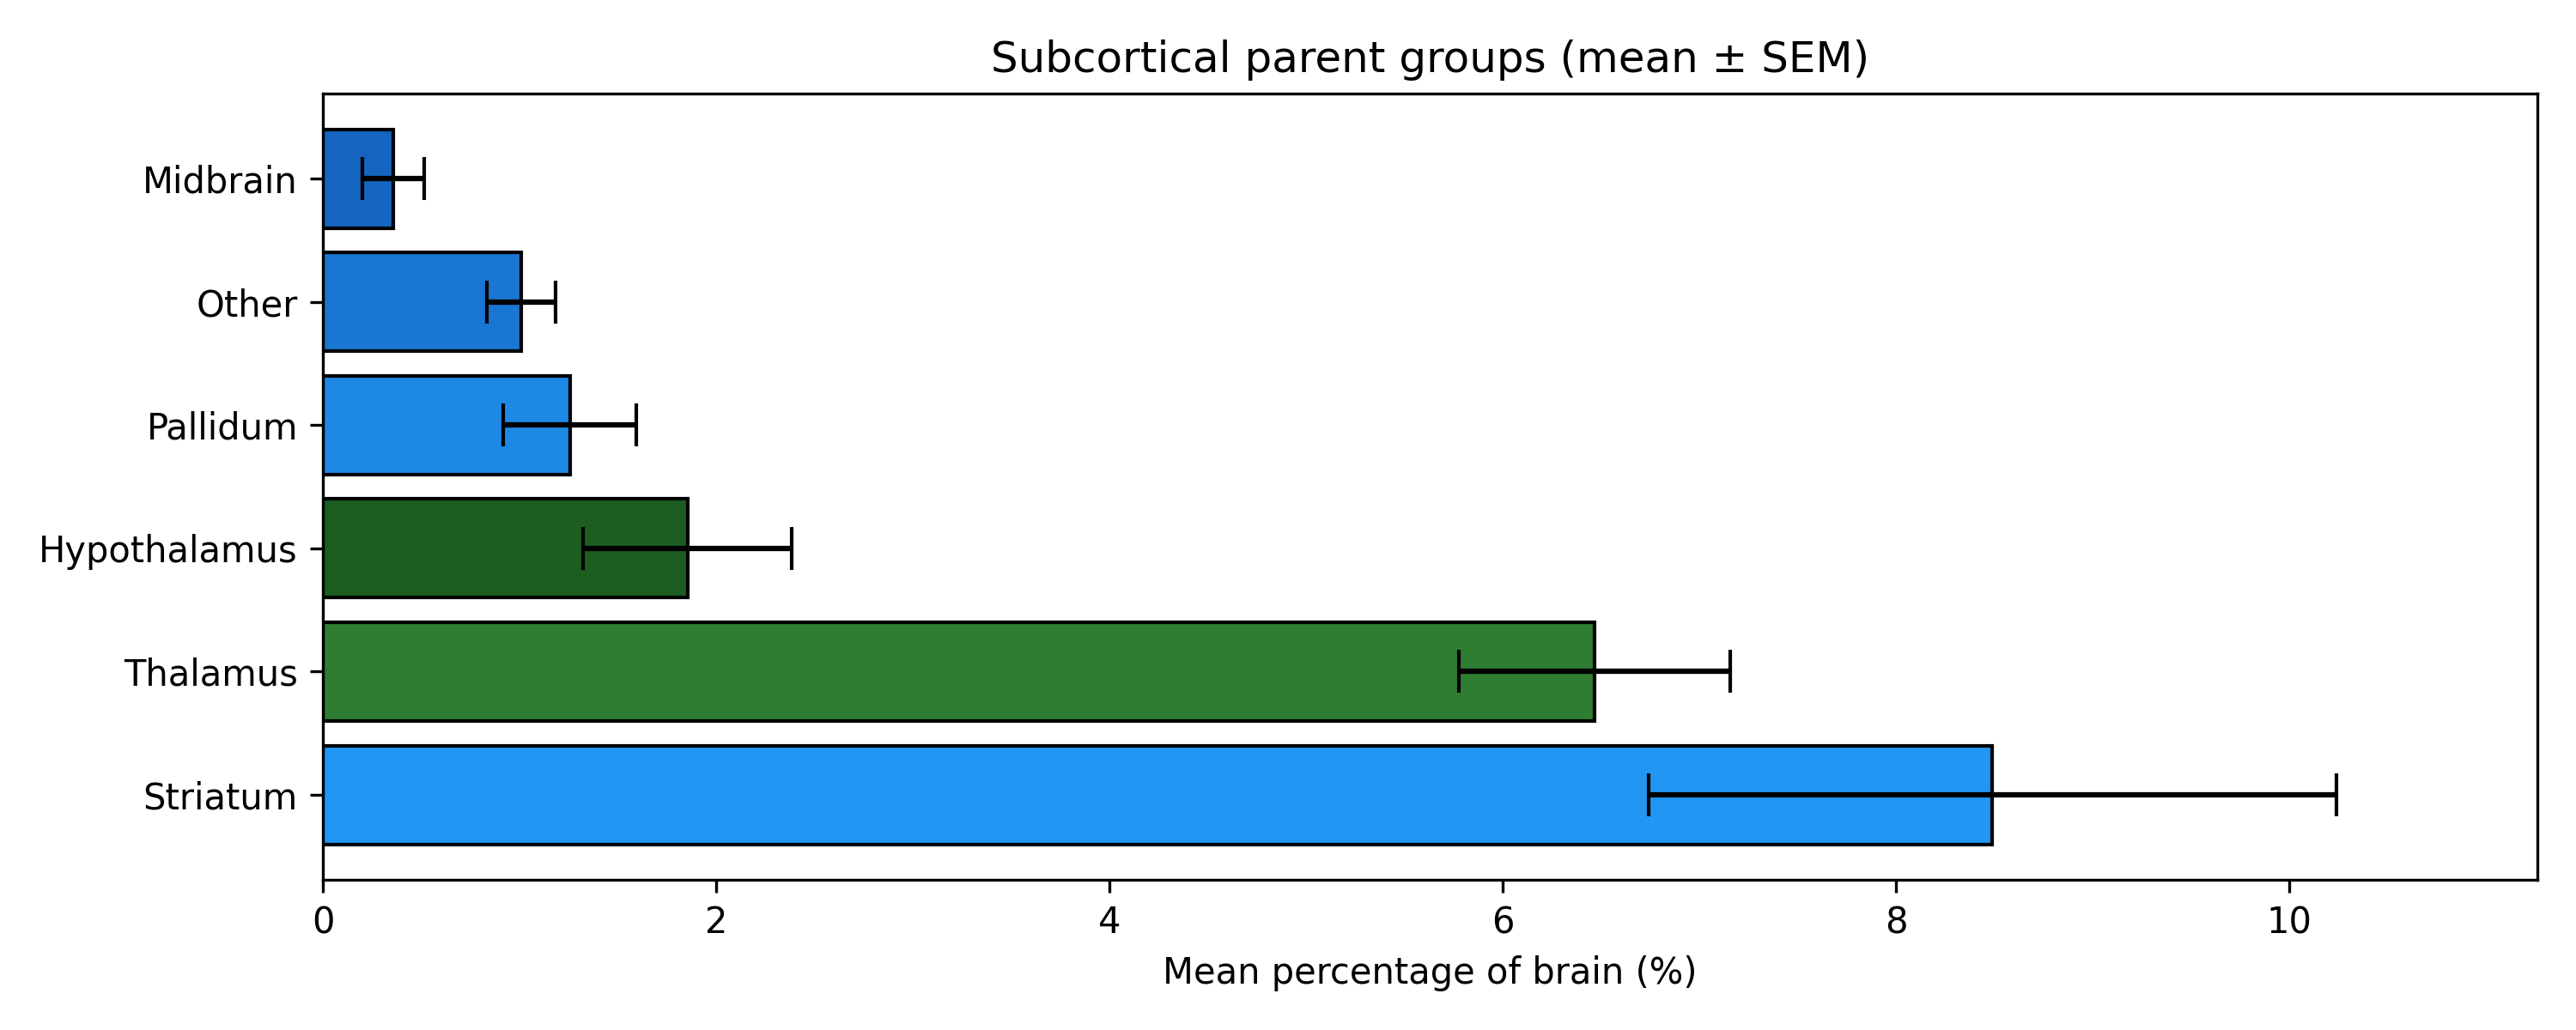 Subcortical parent groups (mean ± SEM)
Midbrain
Other
Pallidum
Hypothalamus
Thalamus
Striatum
0 2 4 6 8 10
Mean percentage of brain (%)